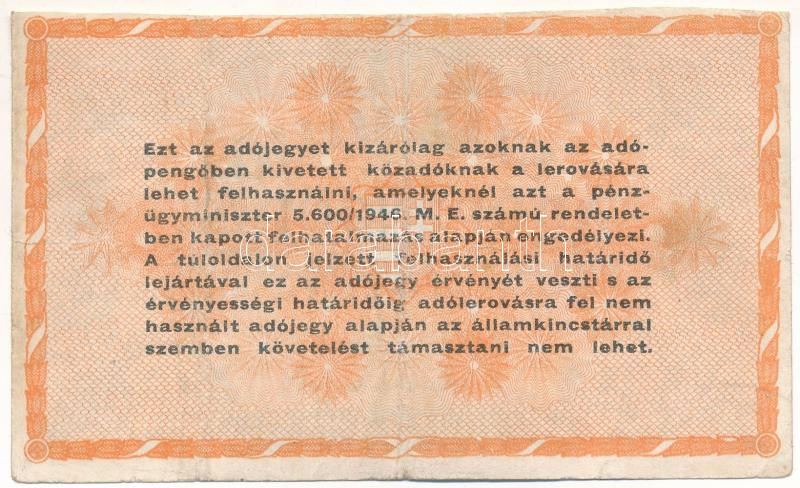 Ezt az adójegyet kizárólag azoknak az adó-
pengőben kivetett közadóknak a lerovására
lehet felhasználni, amelyeknél azt a pénz-
ügyminiszter 5.600/1946. M. E. számú rendelet-
ben kapott felhatalmazás alapján engedélyezi.
A túloldalon jelzett felhasználási határidő
lejártával ez az adójegy érvényét veszti s az
érvényességi határidőig adólerovásra fel nem
használt adójegy alapján az államkincstárral
szemben követelést támasztani nem lehet.
darabanth